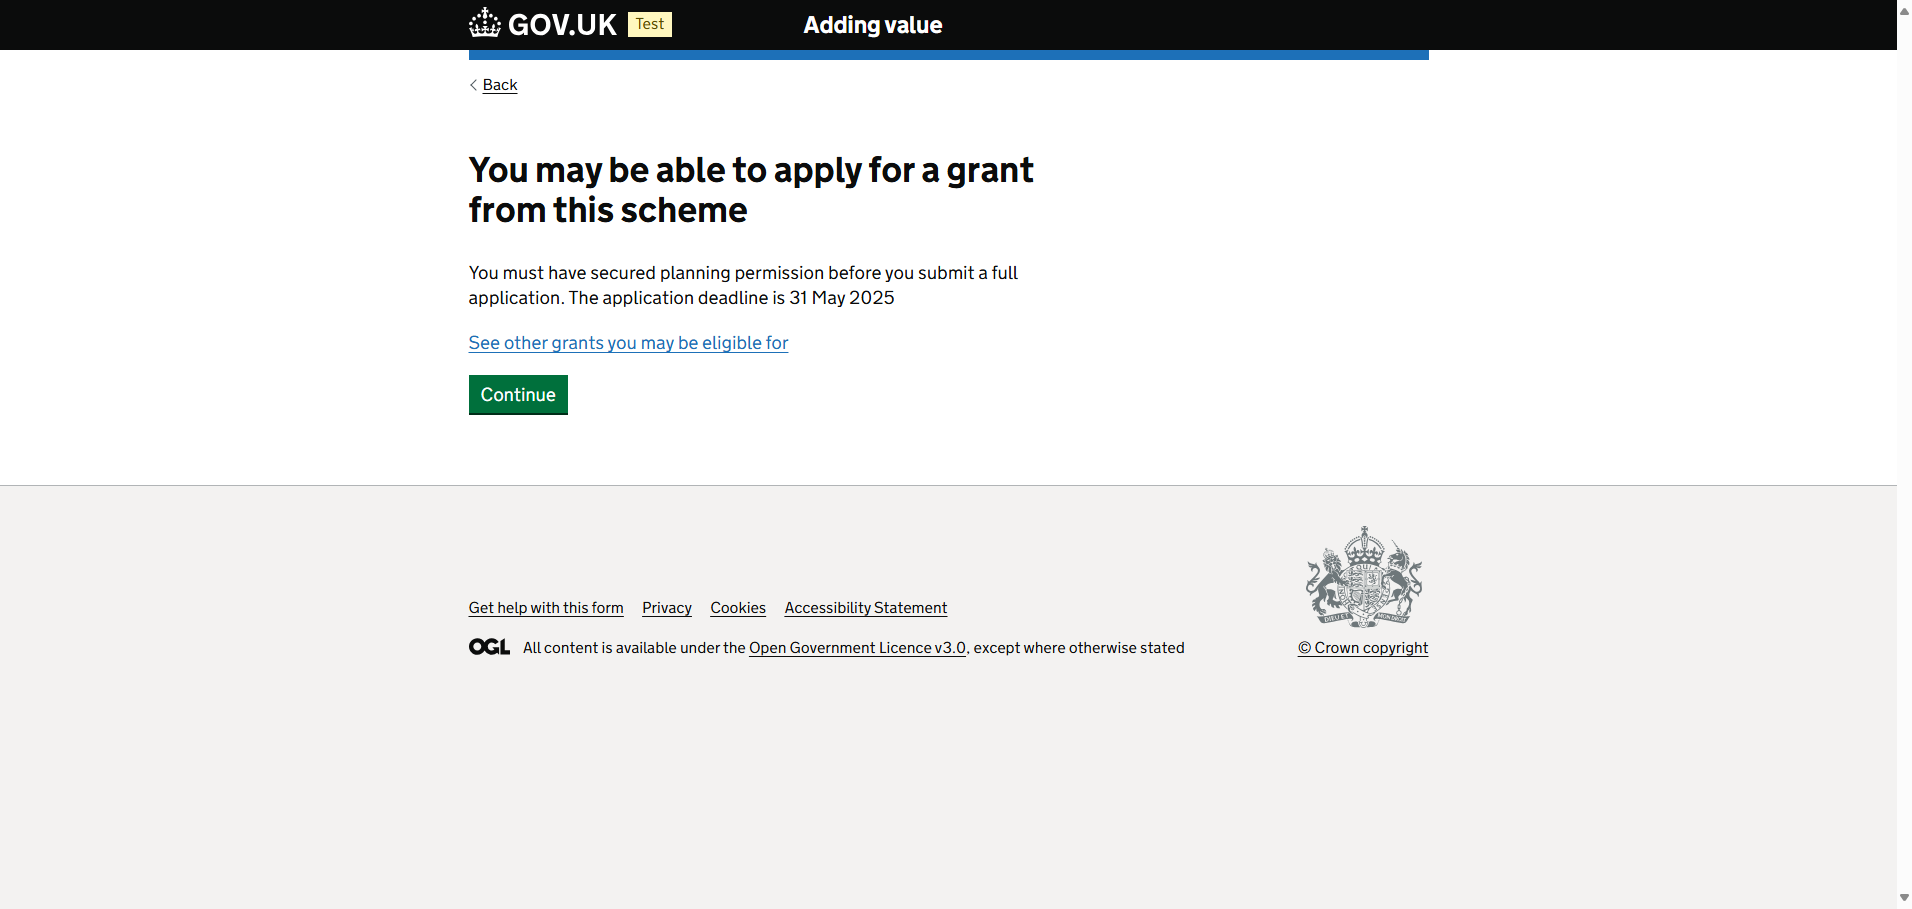 GOV.UK Test Adding value
Back
You may be able to apply for a grant
from this scheme
You must have secured planning permission before you submit a full
application. The application deadline is 31 May 2025
See other grants you may be eligible for
Continue
Get help with this form Privacy Cookies Accessibility Statement
OGL All content is available under the Open Government Licence v3.0, except where otherwise stated
© Crown copyright